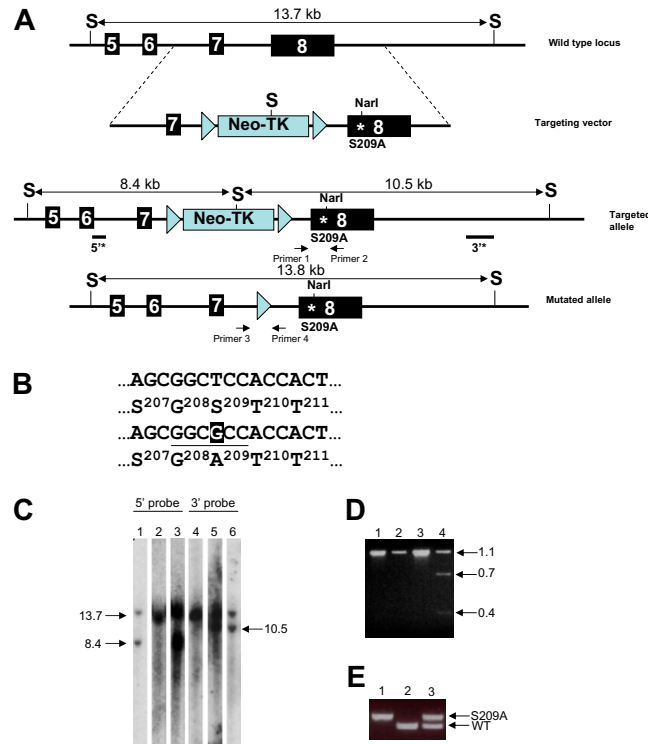 A
13.7 kb
S S
5 6 7 8
Wild type locus
S
NarI
7 Neo-TK * 8
S209A
Targeting vector
8.4 kb 10.5 kb
S S S
NarI
5 6 7 Neo-TK * 8
S209A
Targeted allele
5'* 3'*
Primer 1 Primer 2
13.8 kb
S S
NarI
5 6 7 * 8
S209A
Mutated allele
Primer 3 Primer 4
B
...AGCGGCTCCACCACT...
...S207G208S209T210T211...
...AGCGGCGCCACCACT...
...S207G208A209T210T211...
C
5' probe 3' probe
1 2 3 4 5 6
13.7
10.5
8.4
D
1 2 3 4
1.1
0.7
0.4
E
1 2 3
S209A
WT